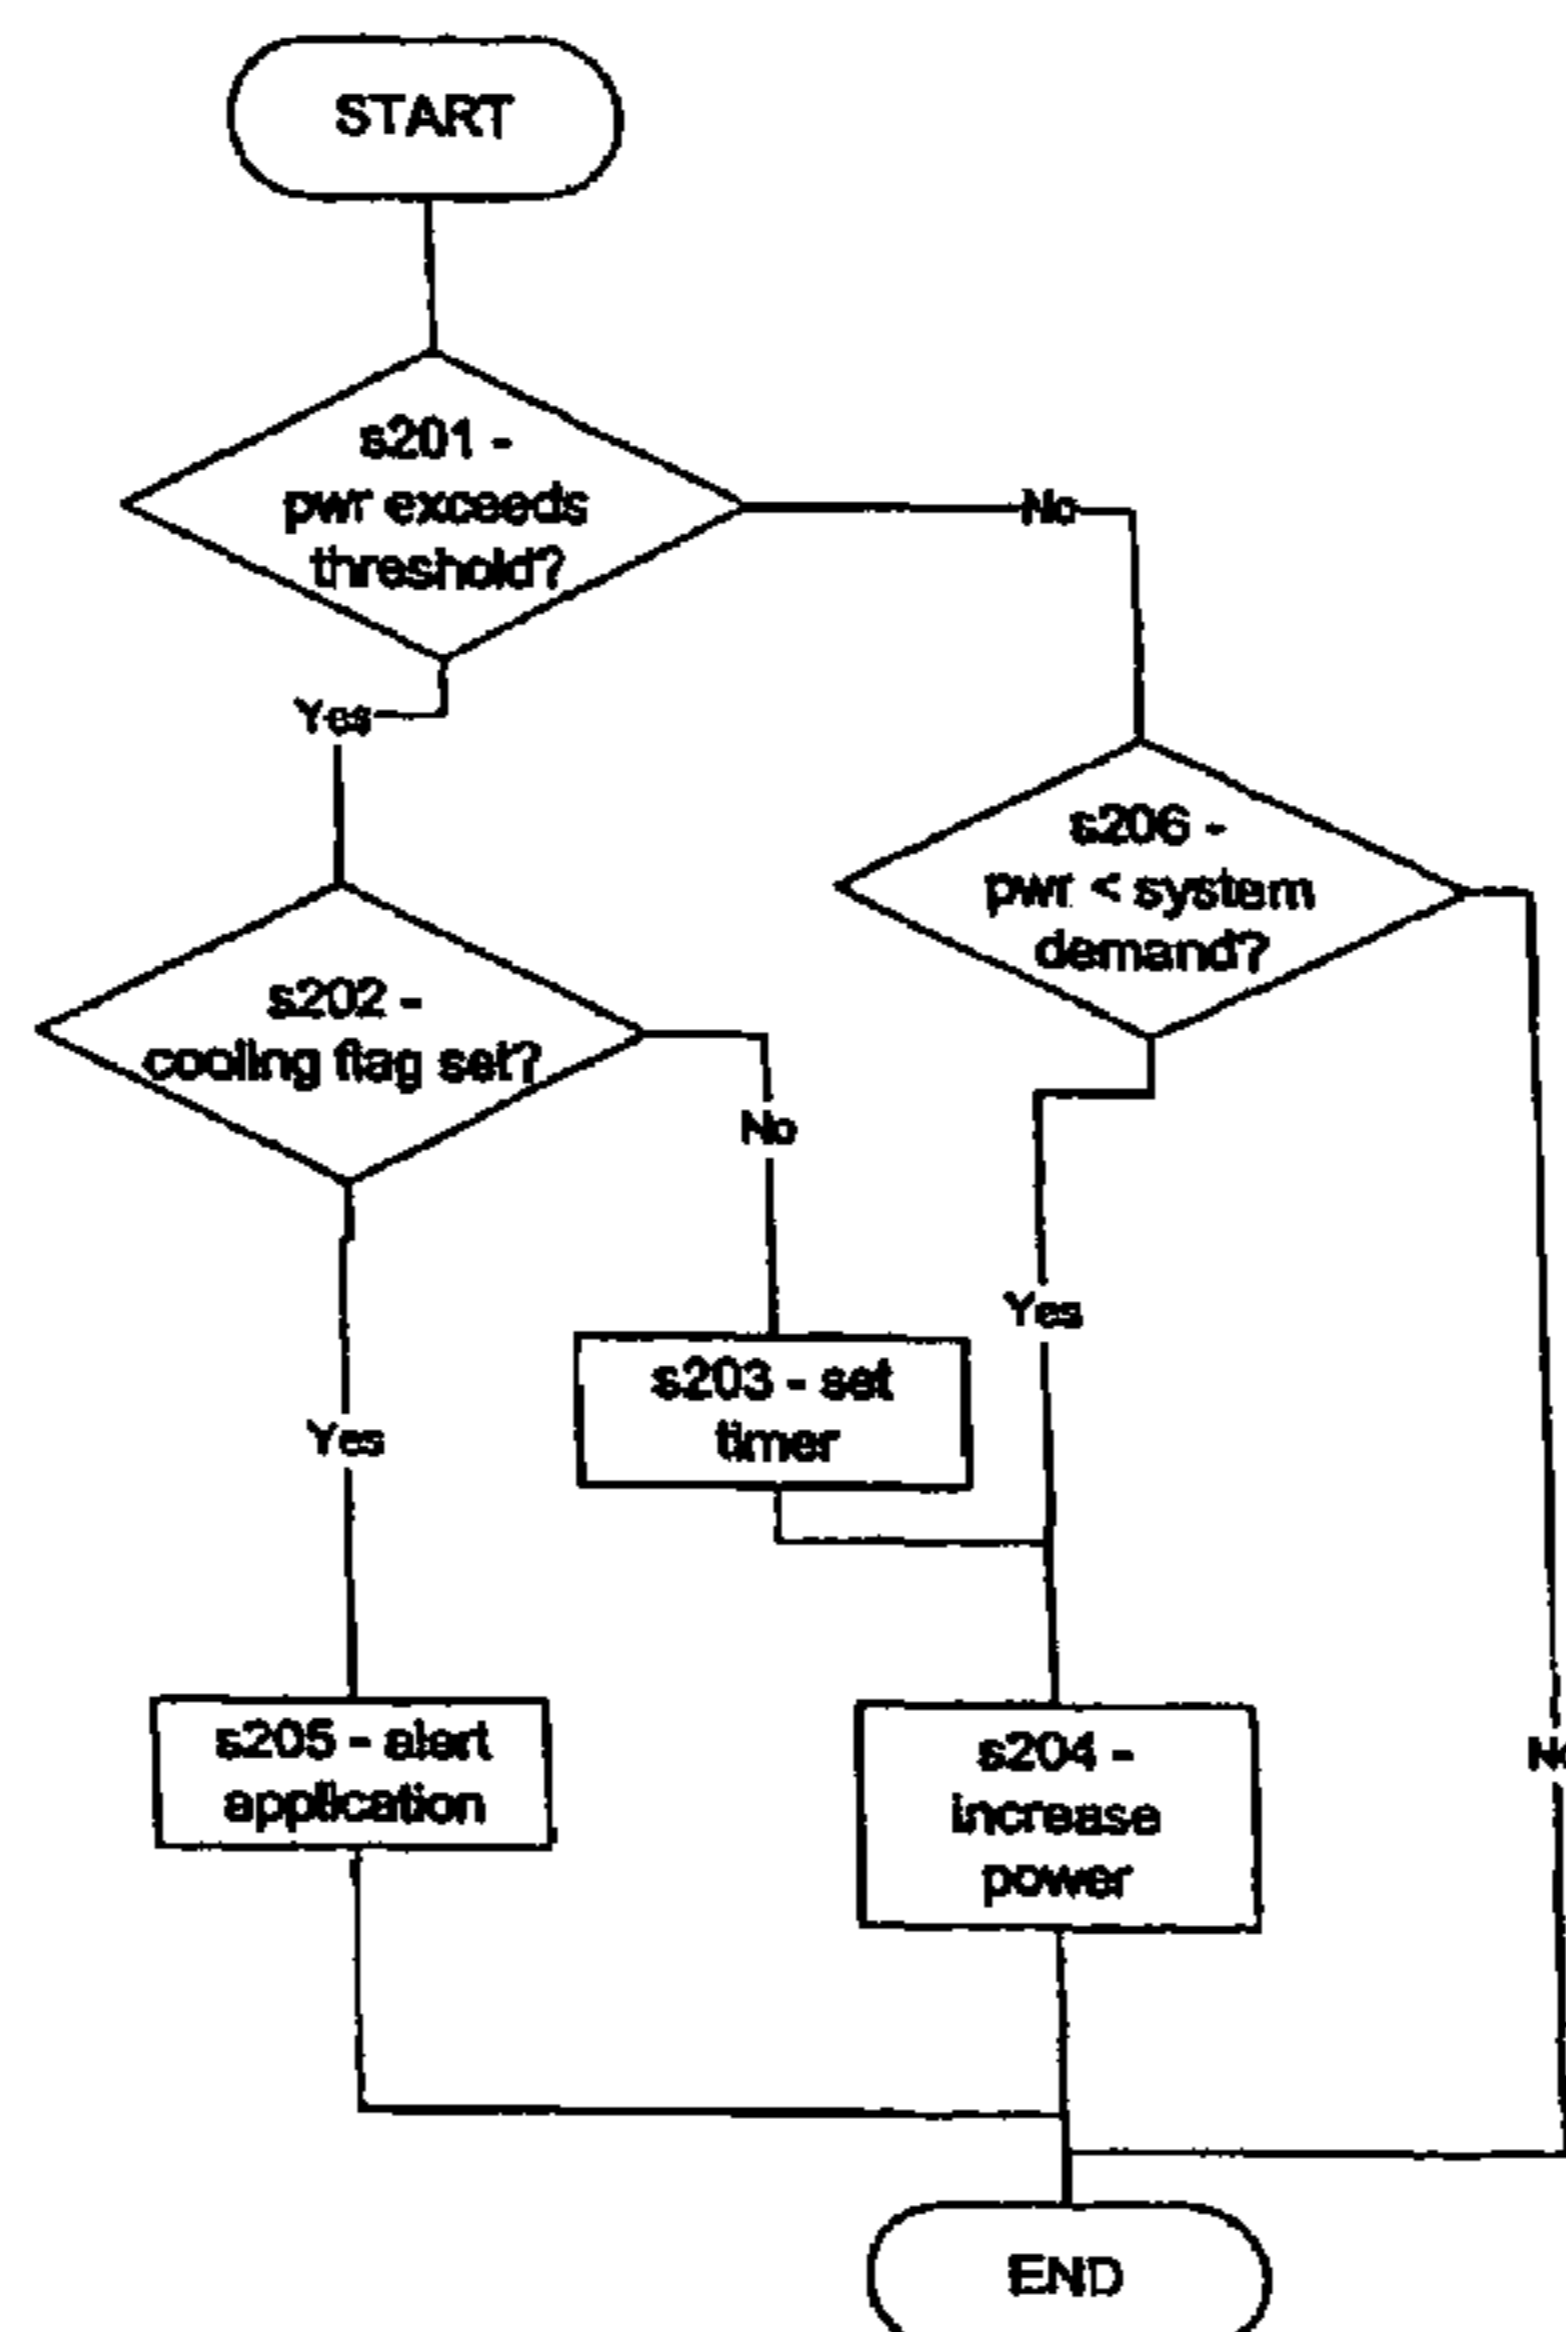 START
s201 -
pwr exceeds
threshold?
No
Yes
s206 -
pwr < system
demand?
s202 -
cooling flag set?
No
Yes
s203 - set
timer
Yes
s205 - alert
application
s204 -
increase
power
No
END